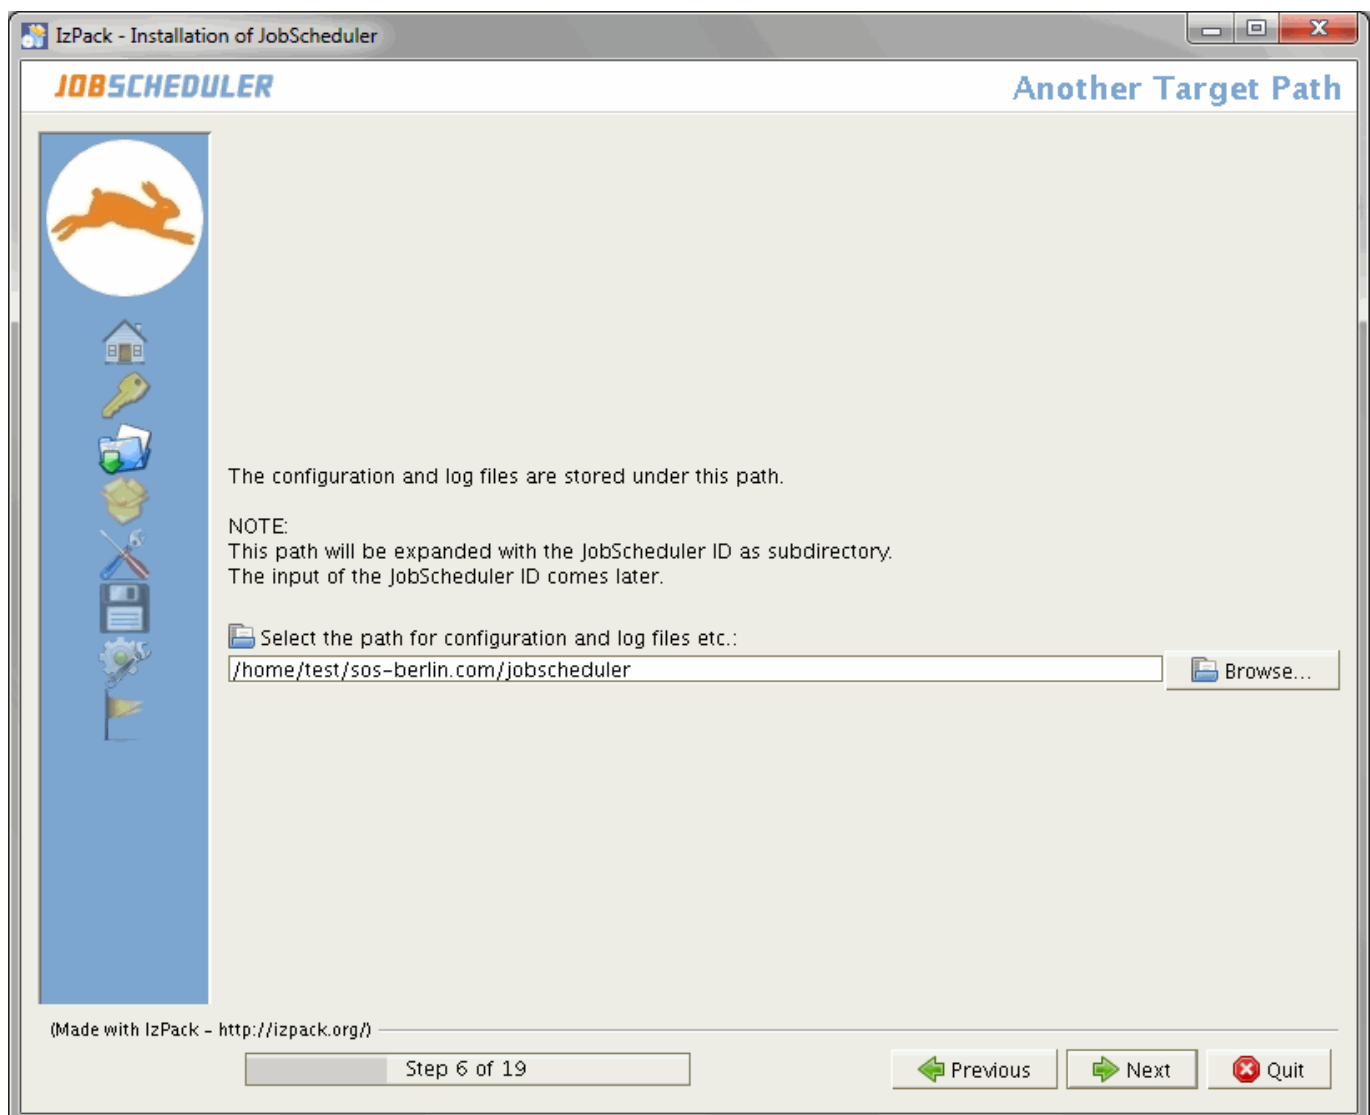 IzPack - Installation of JobScheduler
JOBSCHEDULER
Another Target Path
The configuration and log files are stored under this path.
NOTE:
This path will be expanded with the JobScheduler ID as subdirectory.
The input of the JobScheduler ID comes later.
Select the path for configuration and log files etc.:
/home/test/sos-berlin.com/jobscheduler
Browse...
(Made with IzPack - http://izpack.org/)
Step 6 of 19
Previous
Next
Quit